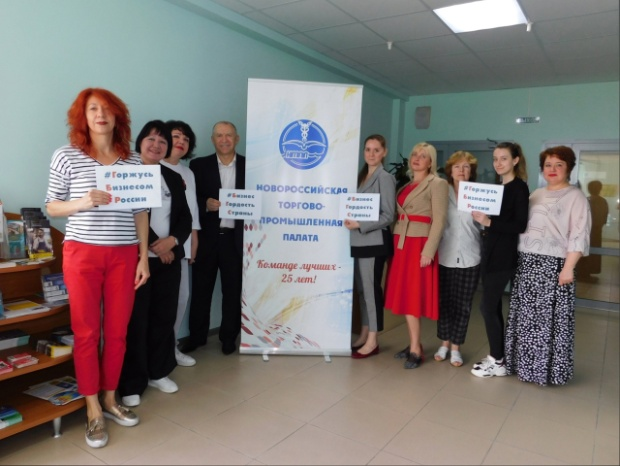 #Горжусь
Бизнесом
России
#Бизнес
Гордость
Страны
НОВОРОССИЙСКАЯ
ТОРГОВО-
ПРОМЫШЛЕННАЯ
ПАЛАТА
Команде лучших -
25 лет!
#Бизнес
Гордость
Страны
#Горжусь
Бизнесом
России